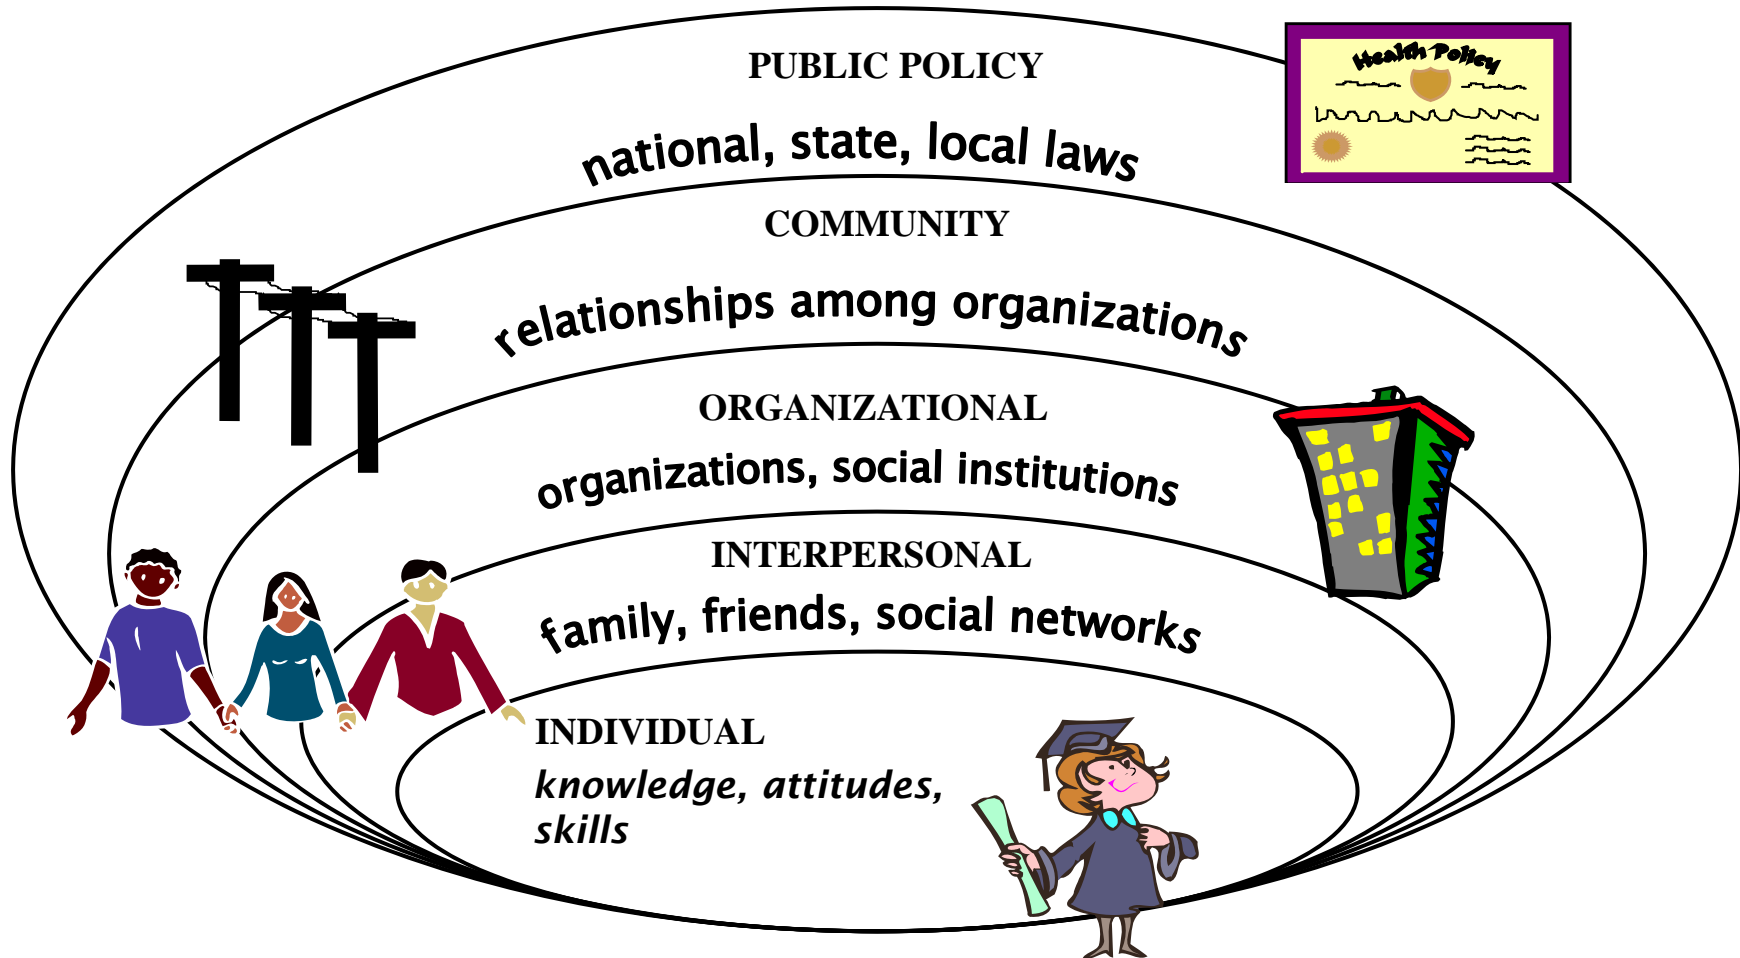 PUBLIC POLICY
Health Policy
national, state, local laws
COMMUNITY
relationships among organizations
ORGANIZATIONAL
organizations, social institutions
INTERPERSONAL
family, friends, social networks
INDIVIDUAL
knowledge, attitudes,
skills